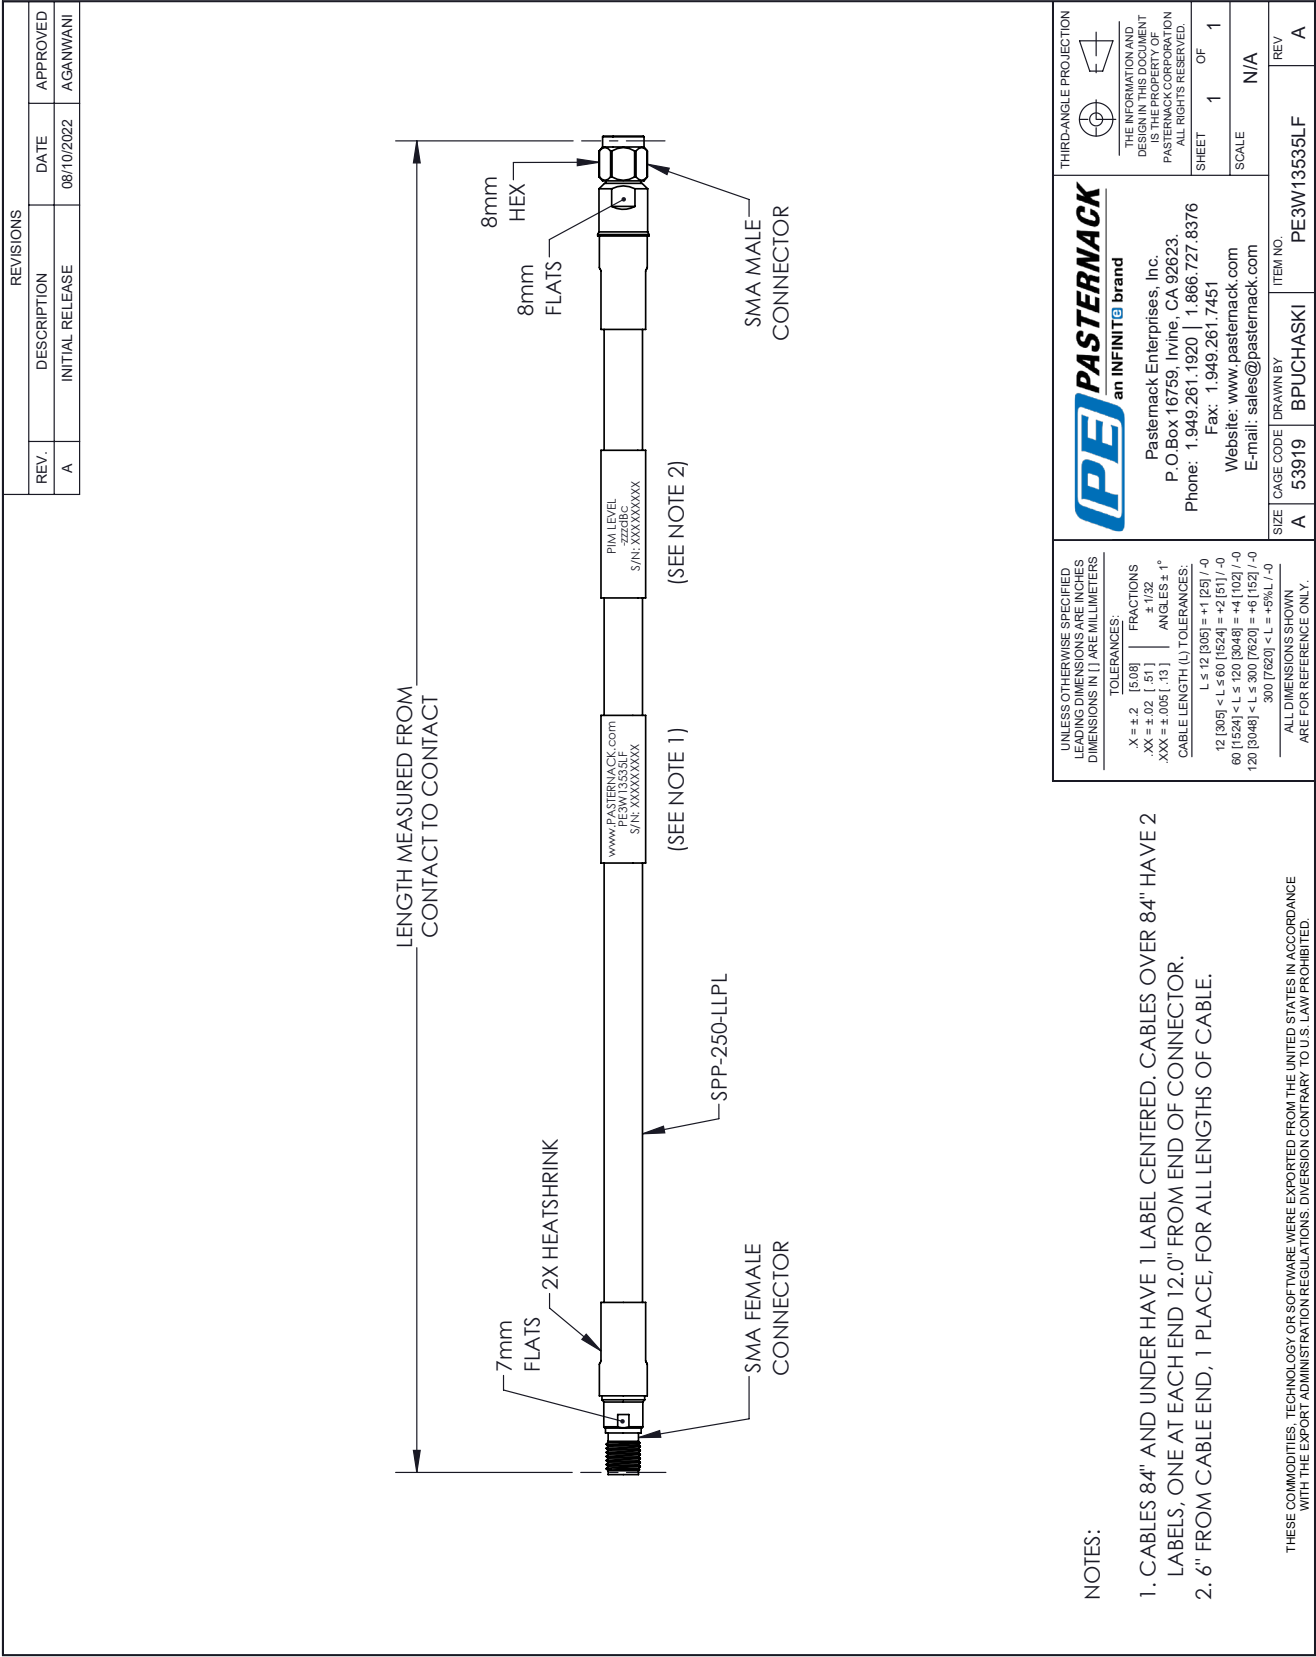 REVISIONS
REV. DESCRIPTION DATE APPROVED
A INITIAL RELEASE 08/10/2022 AGANWANI
LENGTH MEASURED FROM
CONTACT TO CONTACT
7mm
FLATS
2X HEATSHRINK
8mm
FLATS
8mm
HEX
www.PASTERNACK.com
PE3W13535LF
S/N: XXXXXXXXX
PIM LEVEL
-zzzdBc
S/N: XXXXXXXXXX
(SEE NOTE 1)
(SEE NOTE 2)
SPP-250-LLPL
SMA FEMALE
CONNECTOR
SMA MALE
CONNECTOR
NOTES:
1. CABLES 84" AND UNDER HAVE 1 LABEL CENTERED. CABLES OVER 84" HAVE 2
LABELS, ONE AT EACH END 12.0" FROM END OF CONNECTOR.
2. 6" FROM CABLE END, 1 PLACE, FOR ALL LENGTHS OF CABLE.
THESE COMMODITIES, TECHNOLOGY OR SOFTWARE WERE EXPORTED FROM THE UNITED STATES IN ACCORDANCE
WITH THE EXPORT ADMINISTRATION REGULATIONS. DIVERSION CONTRARY TO U.S. LAW PROHIBITED.
UNLESS OTHERWISE SPECIFIED
LEADING DIMENSIONS ARE INCHES
DIMENSIONS IN [ ] ARE MILLIMETERS
TOLERANCES:
.X = ± .2 [5.08] FRACTIONS
.XX = ± .02 [ .51 ] ± 1/32
.XXX = ± .005 [ .13 ] ANGLES ± 1°
CABLE LENGTH (L) TOLERANCES:
L ≤ 12 [305] = +1 [25] / -0
12 [305] < L ≤ 60 [1524] = +2 [51] / -0
60 [1524] < L ≤ 120 [3048] = +4 [102] / -0
120 [3048] < L ≤ 300 [7620] = +6 [152] / -0
300 [7620] < L = +5%L / -0
ALL DIMENSIONS SHOWN
ARE FOR REFERENCE ONLY.
PE PASTERNACK
an INFINITe brand
Pasternack Enterprises, Inc.
P.O.Box 16759, Irvine, CA 92623.
Phone: 1.949.261.1920 | 1.866.727.8376
Fax: 1.949.261.7451
Website: www.pasternack.com
E-mail: sales@pasternack.com
THIRD-ANGLE PROJECTION
THE INFORMATION AND
DESIGN IN THIS DOCUMENT
IS THE PROPERTY OF
PASTERNACK CORPORATION
ALL RIGHTS RESERVED.
SHEET 1 OF 1
SCALE N/A
SIZE CAGE CODE DRAWN BY ITEM NO. REV
A 53919 BPUCHASKI PE3W13535LF A